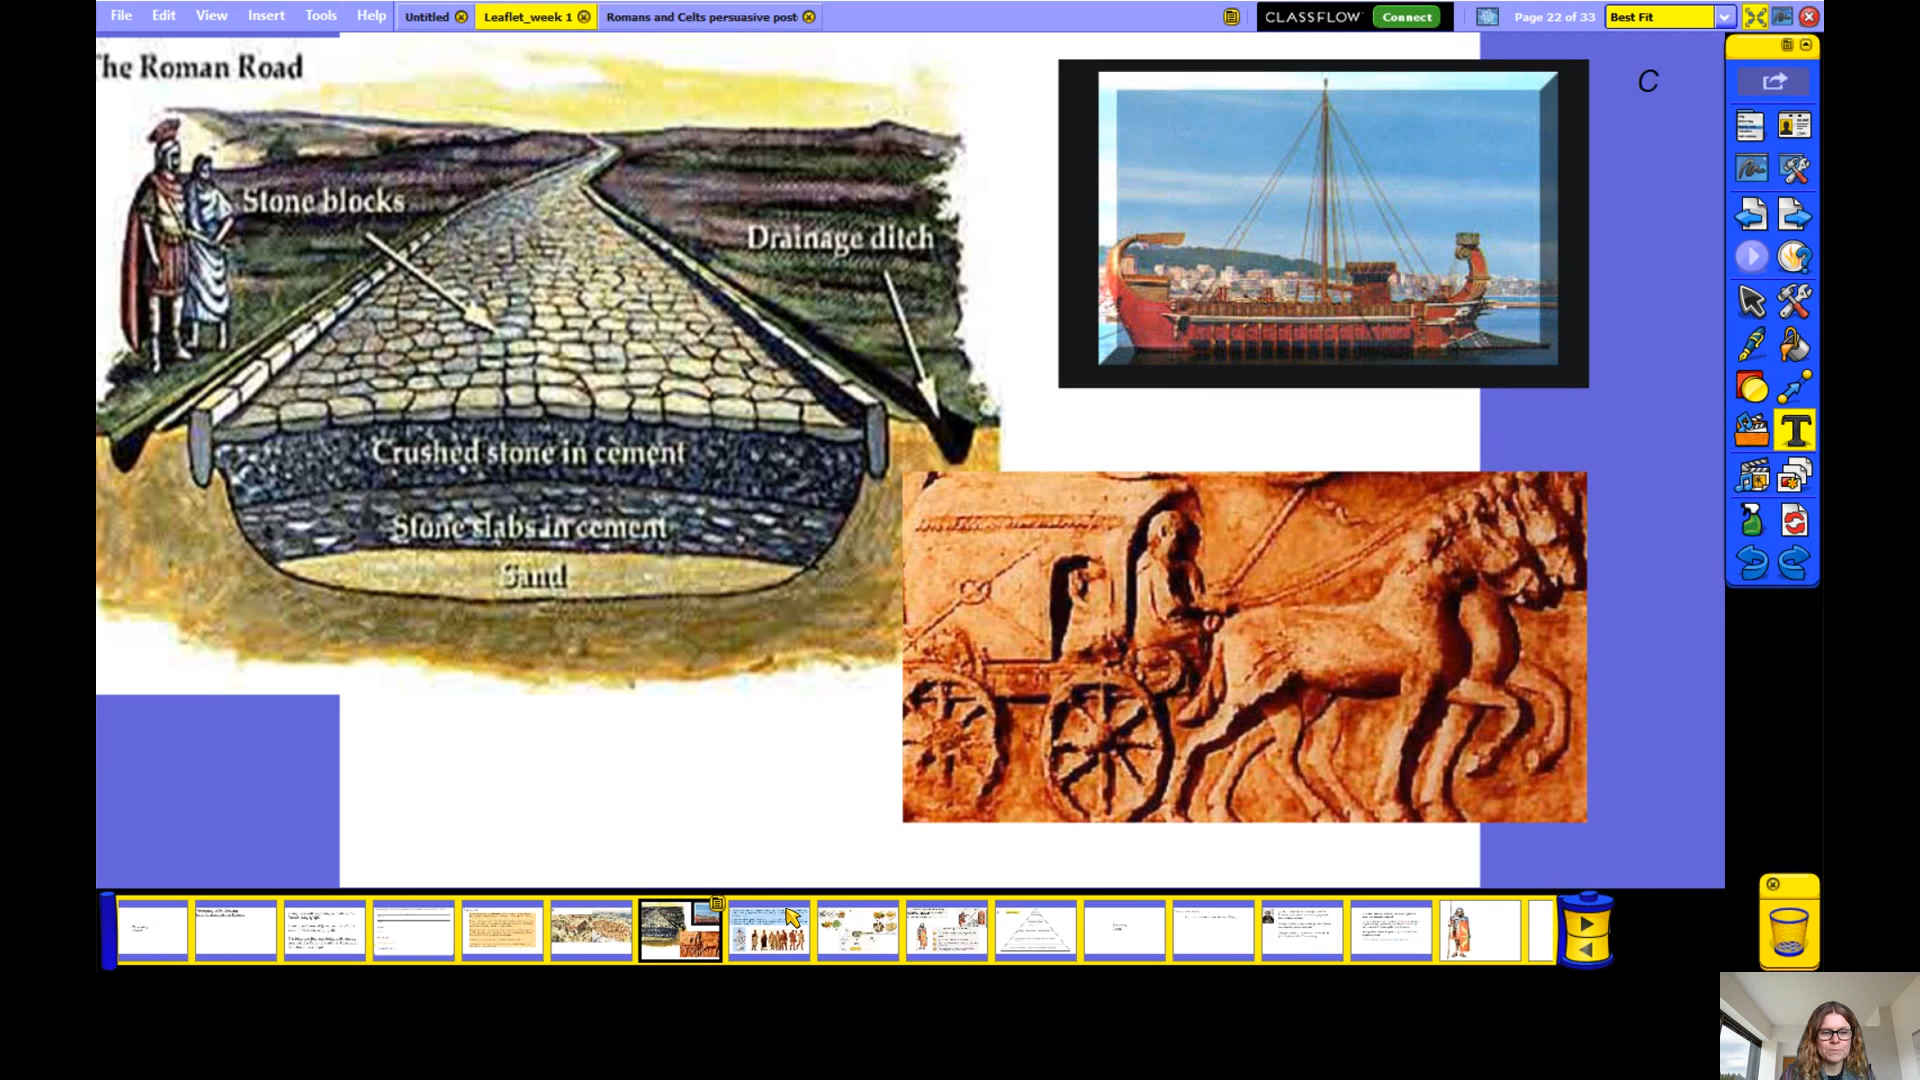 File Edit View Insert Tools Help Untitled Leaflet_week 1 Romans and Celts persuasive post CLASSFLOW Connect Page 22 of 33 Best Fit
he Roman Road
C
Stone blocks
Drainage ditch
Crushed stone in cement
Stone slabs in cement
Sand